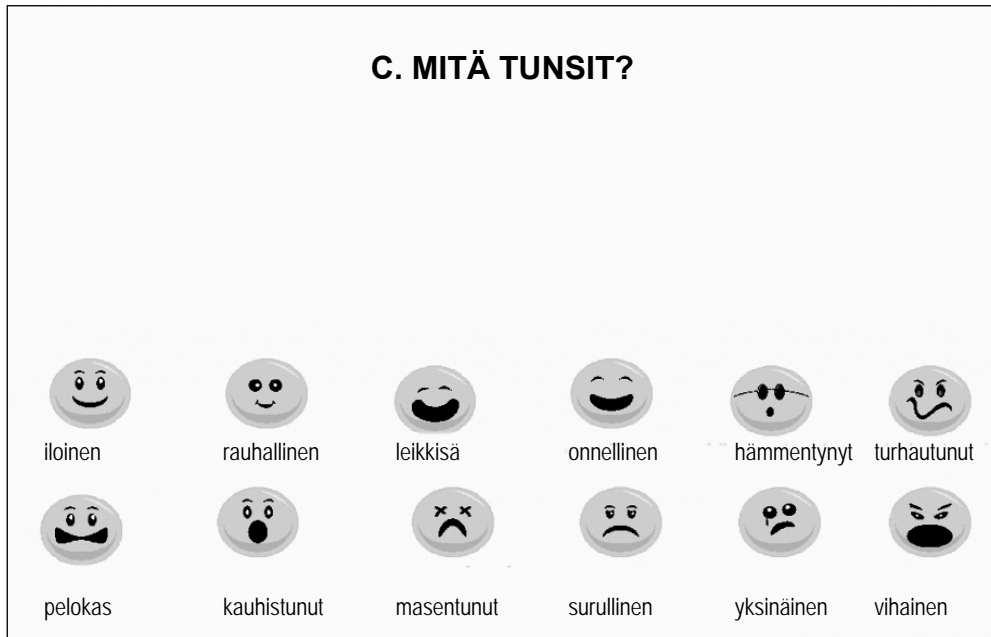 C. MITÄ TUNSIT?
iloinen rauhallinen leikkisä onnellinen hämmentynyt turhautunut
pelokas kauhistunut masentunut surullinen yksinäinen vihainen